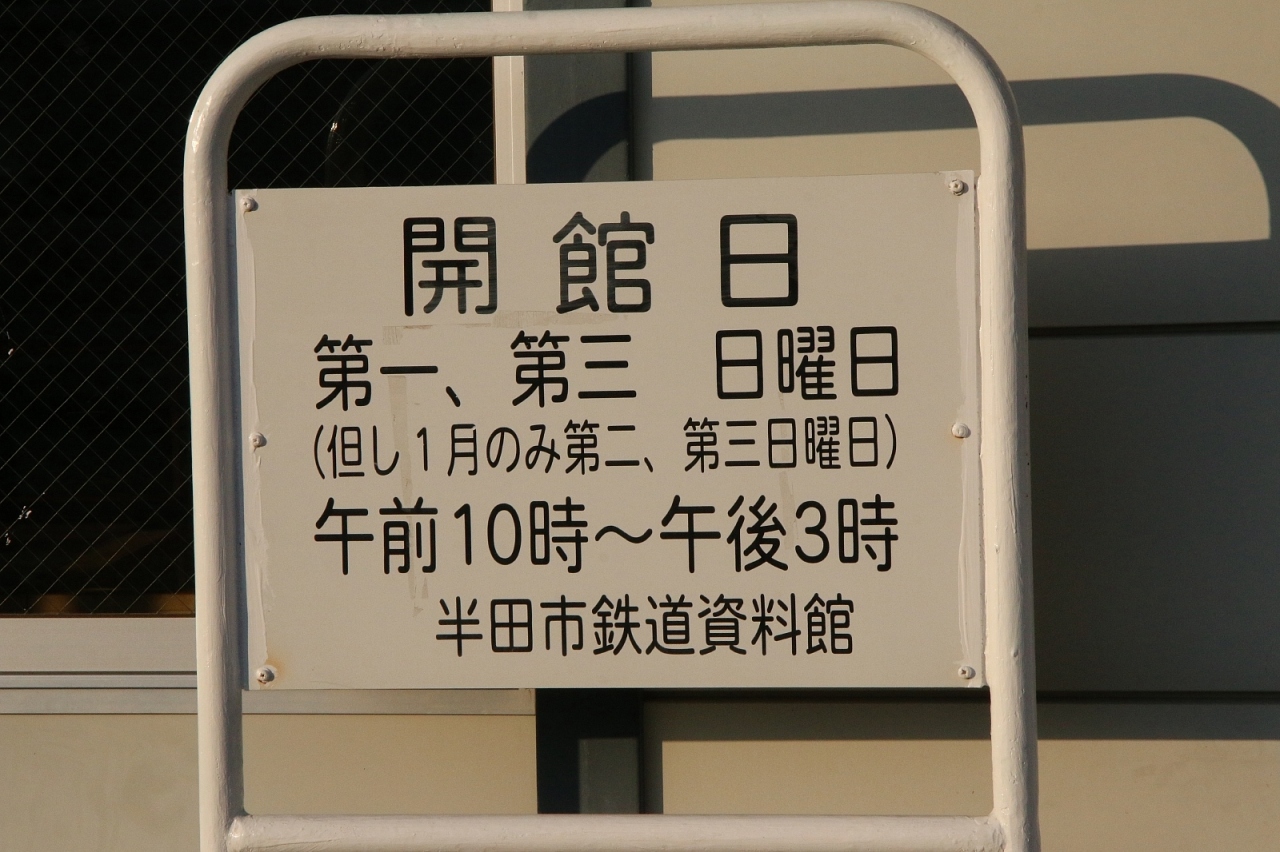 開館日
第一、第三　日曜日
(但し1月のみ第二、第三日曜日)
午前10時～午後3時
半田市鉄道資料館